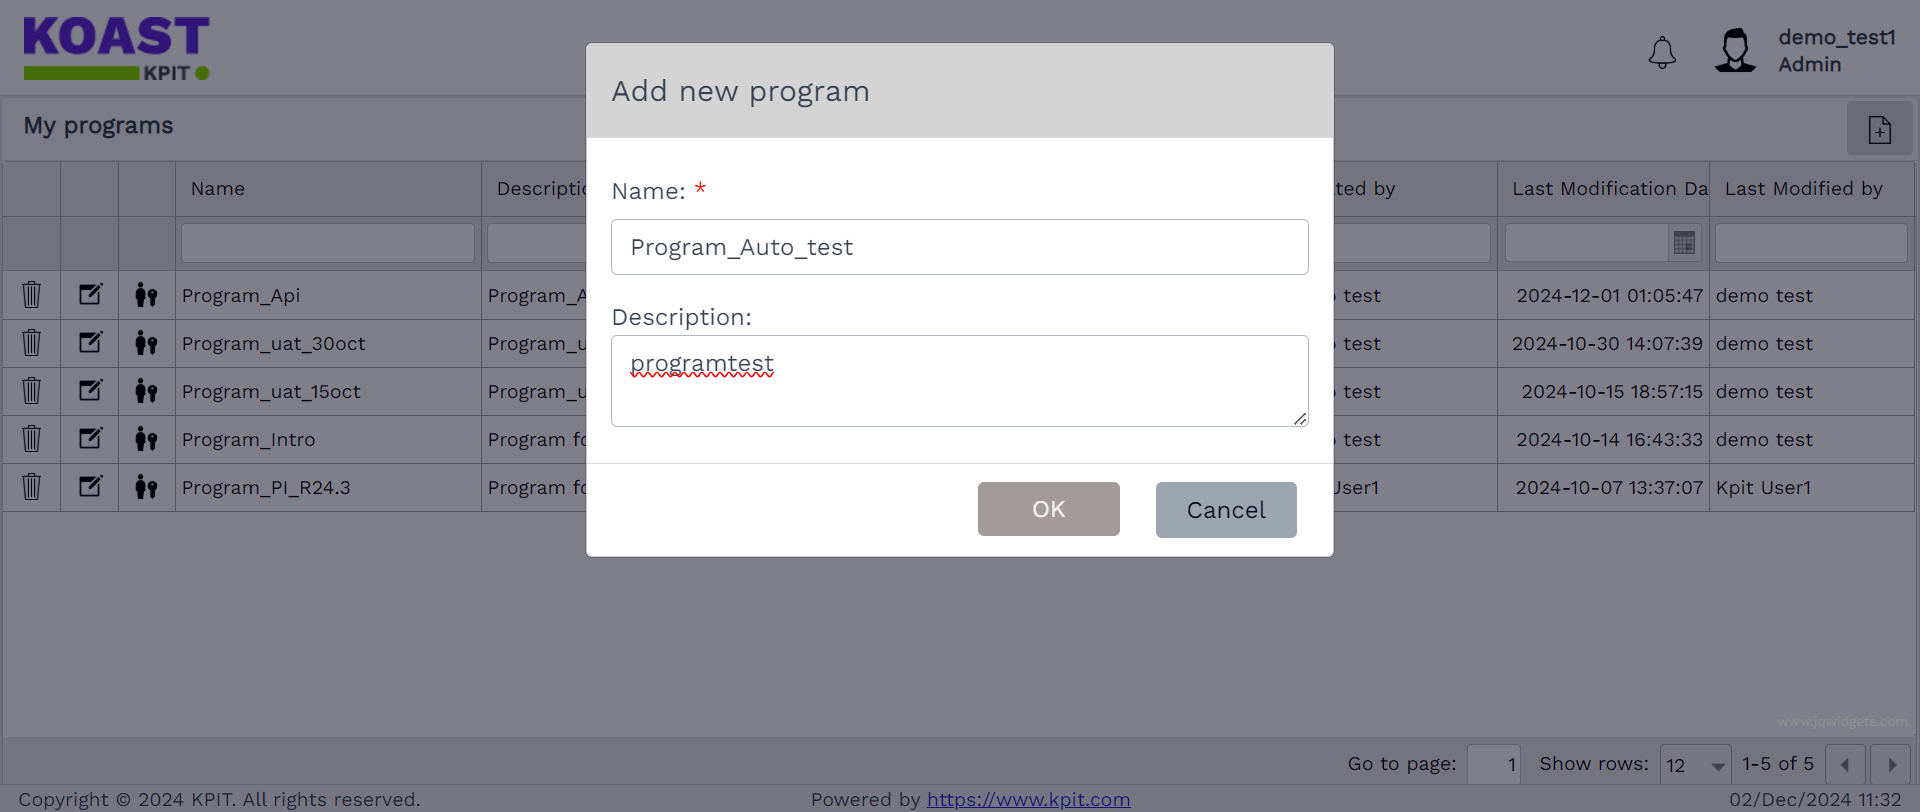 KOAST
KPIT
demo_test1
Admin
My programs
Add new program
Name: *
Program_Auto_test
Description:
programtest
OK
Cancel
Name
Descripti
ted by
Last Modification Da
Last Modified by
Program_Api
Program_A
test
2024-12-01 01:05:47
demo test
Program_uat_30oct
Program_u
test
2024-10-30 14:07:39
demo test
Program_uat_15oct
Program_u
test
2024-10-15 18:57:15
demo test
Program_Intro
Program fo
test
2024-10-14 16:43:33
demo test
Program_PI_R24.3
Program fo
User1
2024-10-07 13:37:07
Kpit User1
www.jqwidgets.com
Go to page: 1 Show rows: 12 1-5 of 5
Copyright © 2024 KPIT. All rights reserved.
Powered by https://www.kpit.com
02/Dec/2024 11:32